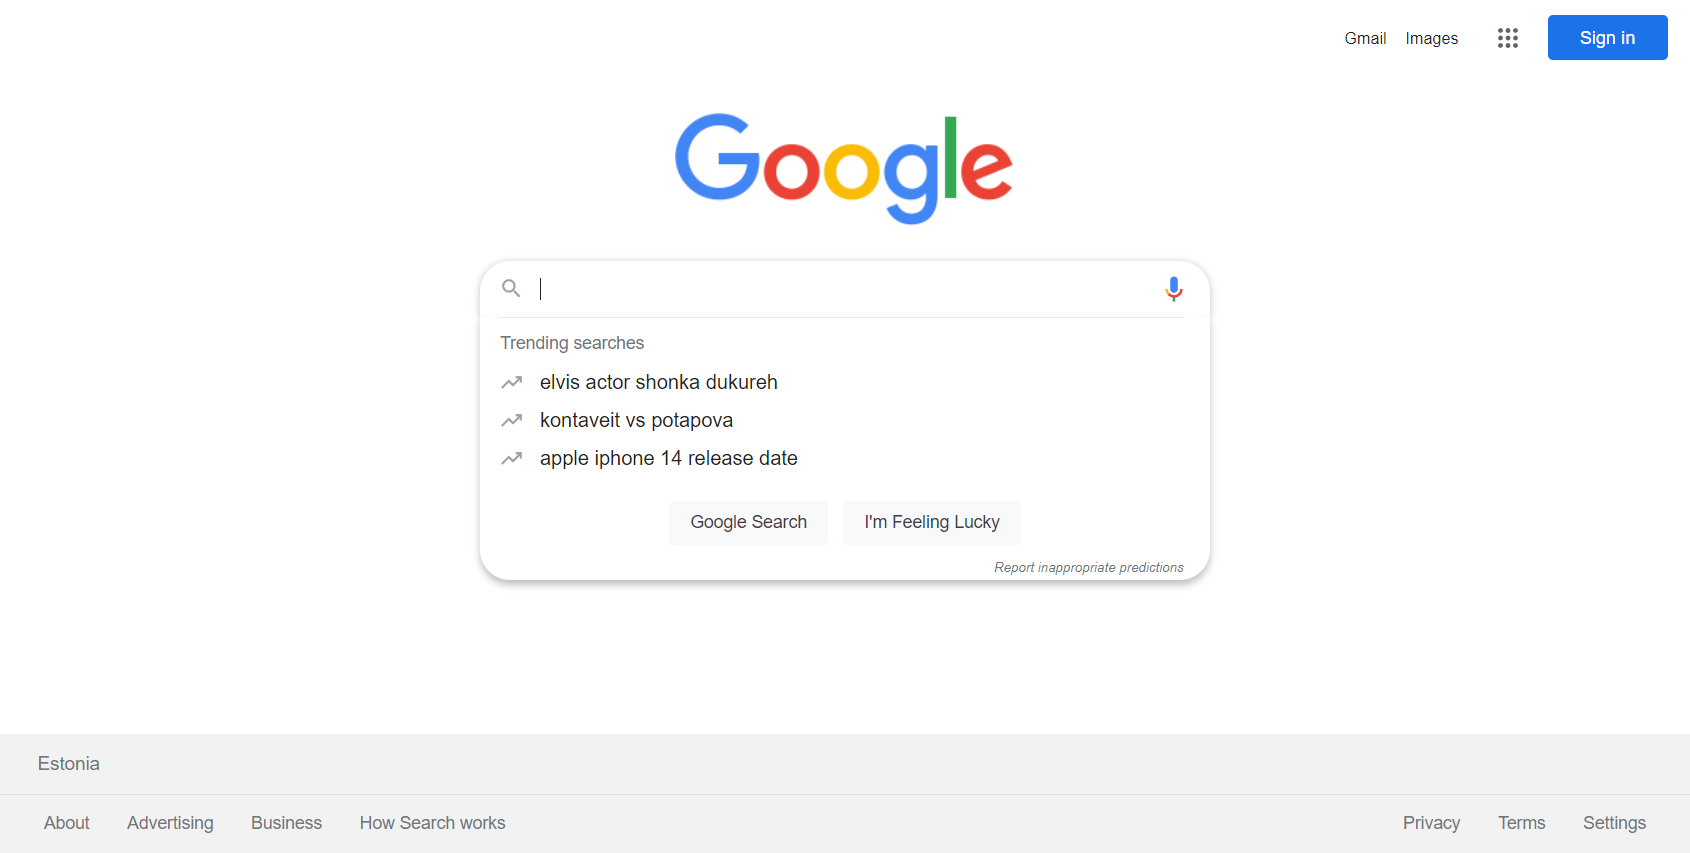 Gmail Images Sign in
Google
Trending searches
elvis actor shonka dukureh
kontaveit vs potapova
apple iphone 14 release date
Google Search I'm Feeling Lucky
Report inappropriate predictions
Estonia
About Advertising Business How Search works Privacy Terms Settings